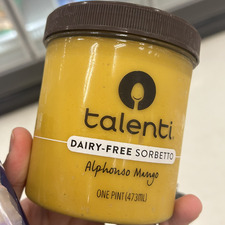 talenti.
DAIRY-FREE SORBETTO
Alphonso Mango
ONE PINT (473ML)